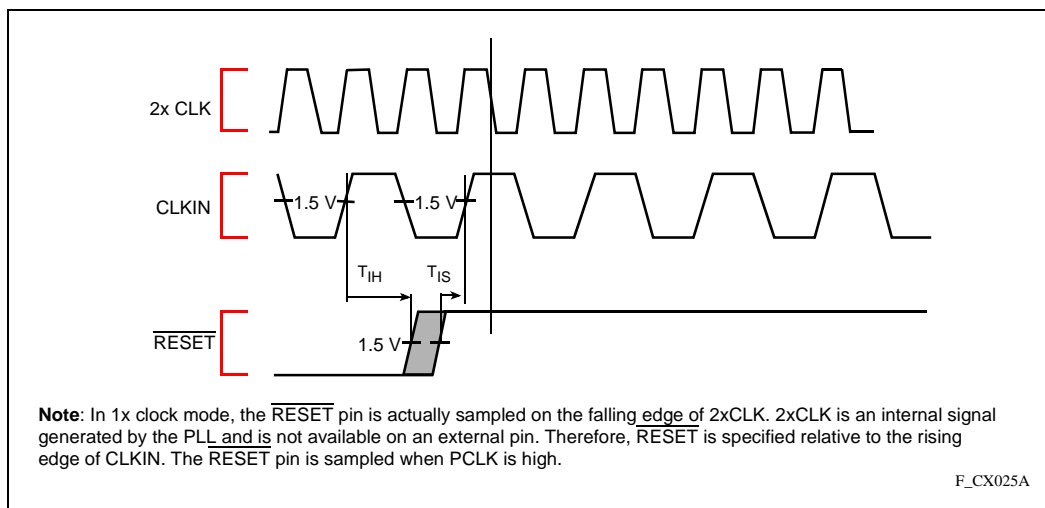 2x CLK
CLKIN
1.5 V
1.5 V
TIH
TIS
RESET
1.5 V
Note: In 1x clock mode, the RESET pin is actually sampled on the falling edge of 2xCLK. 2xCLK is an internal signal
generated by the PLL and is not available on an external pin. Therefore, RESET is specified relative to the rising
edge of CLKIN. The RESET pin is sampled when PCLK is high.
F_CX025A